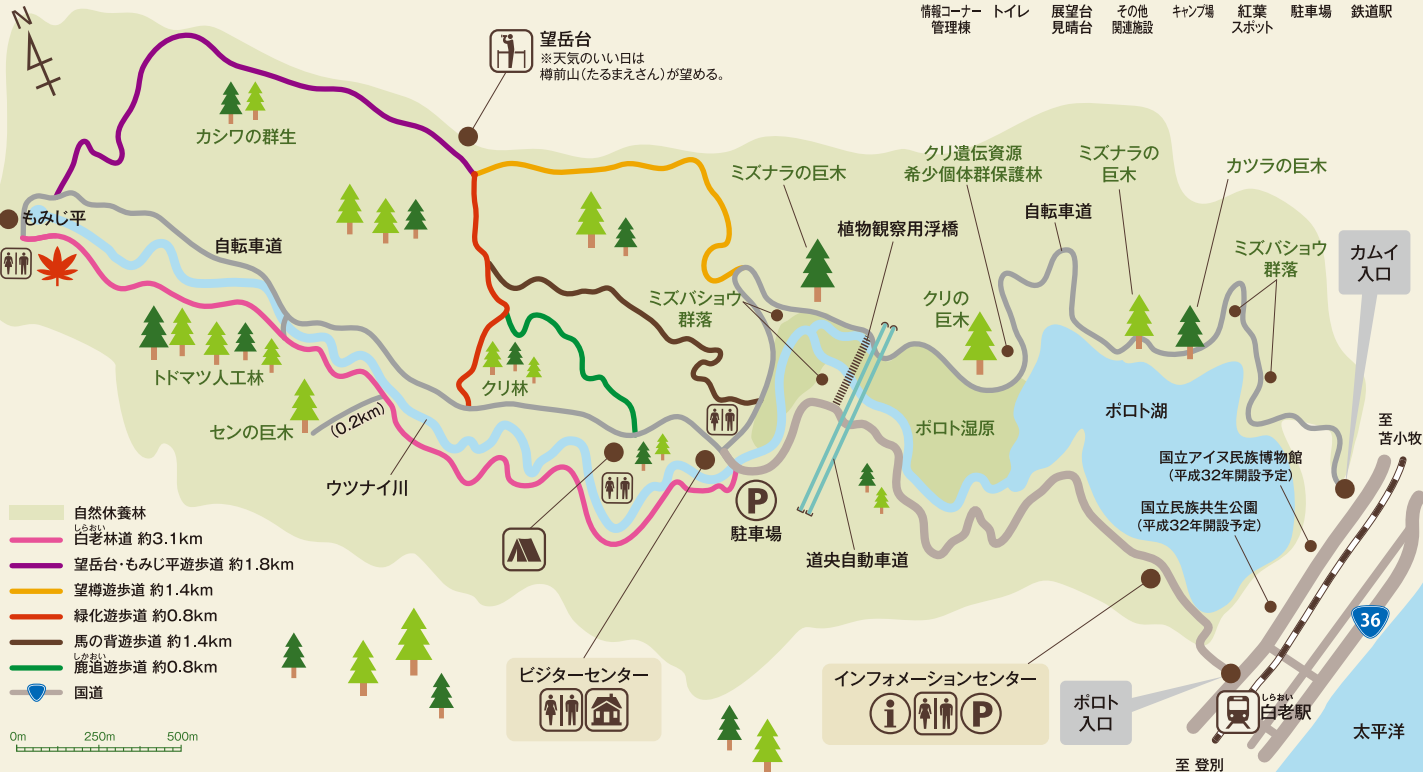 N
情報コーナー
管理棟
トイレ
展望台
見晴台
その他
関連施設
キャンプ場
紅葉
スポット
駐車場
鉄道駅
望岳台
※天気のいい日は
樽前山(たるまえさん)が望める。
カシワの群生
もみじ平
自転車道
ミズナラの巨木
クリ遺伝資源
希少個体群保護林
ミズナラの
巨木
カツラの巨木
植物観察用浮橋
自転車道
ミズバショウ
群落
カムイ
入口
ミズバショウ
群落
クリの
巨木
トドマツ人工林
クリ林
センの巨木
(0.2km)
ポロト湿原
ポロト湖
至
苫小牧
国立アイヌ民族博物館
(平成32年開設予定)
国立民族共生公園
(平成32年開設予定)
ウツナイ川
P
駐車場
道央自動車道
自然休養林
しらおい
白老林道 約3.1km
望岳台・もみじ平遊歩道 約1.8km
望樽遊歩道 約1.4km
緑化遊歩道 約0.8km
馬の背遊歩道 約1.4km
しかおい
鹿追遊歩道 約0.8km
国道
0m 250m 500m
ビジターセンター
インフォメーションセンター
i
P
ポロト
入口
36
しらおい
白老駅
太平洋
至 登別